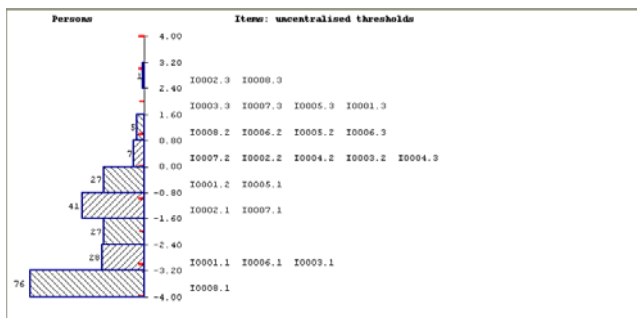 Persons Items: uncentralised thresholds
4.00
3.20
2.40
I0002.3 I0008.3
I0003.3 I0007.3 I0005.3 I0001.3
1.60
5 I0008.2 I0006.2 I0005.2 I0006.3
0.80
7 I0007.2 I0002.2 I0004.2 I0003.2 I0004.3
0.00
27 I0001.2 I0005.1
-0.80
41 I0002.1 I0007.1
-1.60
27
-2.40
28 I0001.1 I0006.1 I0003.1
-3.20
76 I0008.1
-4.00